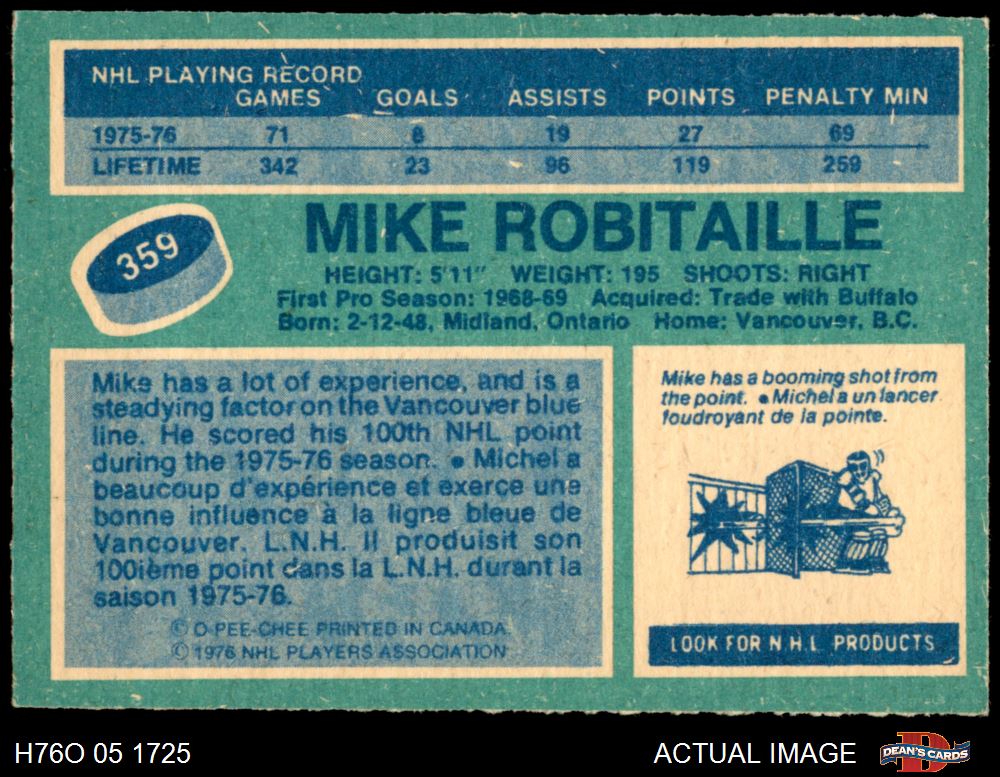 NHL PLAYING RECORD
GAMES GOALS ASSISTS POINTS PENALTY MIN
1975-76 71 8 19 27 69
LIFETIME 342 23 96 119 259
359
MIKE ROBITAILLE
HEIGHT: 5'11" WEIGHT: 195 SHOOTS: RIGHT
First Pro Season: 1968-69 Acquired: Trade with Buffalo
Born: 2-12-48, Midland, Ontario Home: Vancouver, B.C.
Mike has a lot of experience, and is a
steadying factor on the Vancouver blue
line. He scored his 100th NHL point
during the 1975-76 season. • Michel a
beaucoup d'expérience et exerce une
bonne influence à la ligne bleue de
Vancouver. L.N.H. Il produisit son
100ième point dans la L.N.H. durant la
saison 1975-76.
© O-PEE-CHEE PRINTED IN CANADA.
© 1976 NHL PLAYERS ASSOCIATION
Mike has a booming shot from
the point. • Michel a un lancer
foudroyant de la pointe.
LOOK FOR N.H.L. PRODUCTS
H76O 05 1725
ACTUAL IMAGE
DEAN'S CARDS